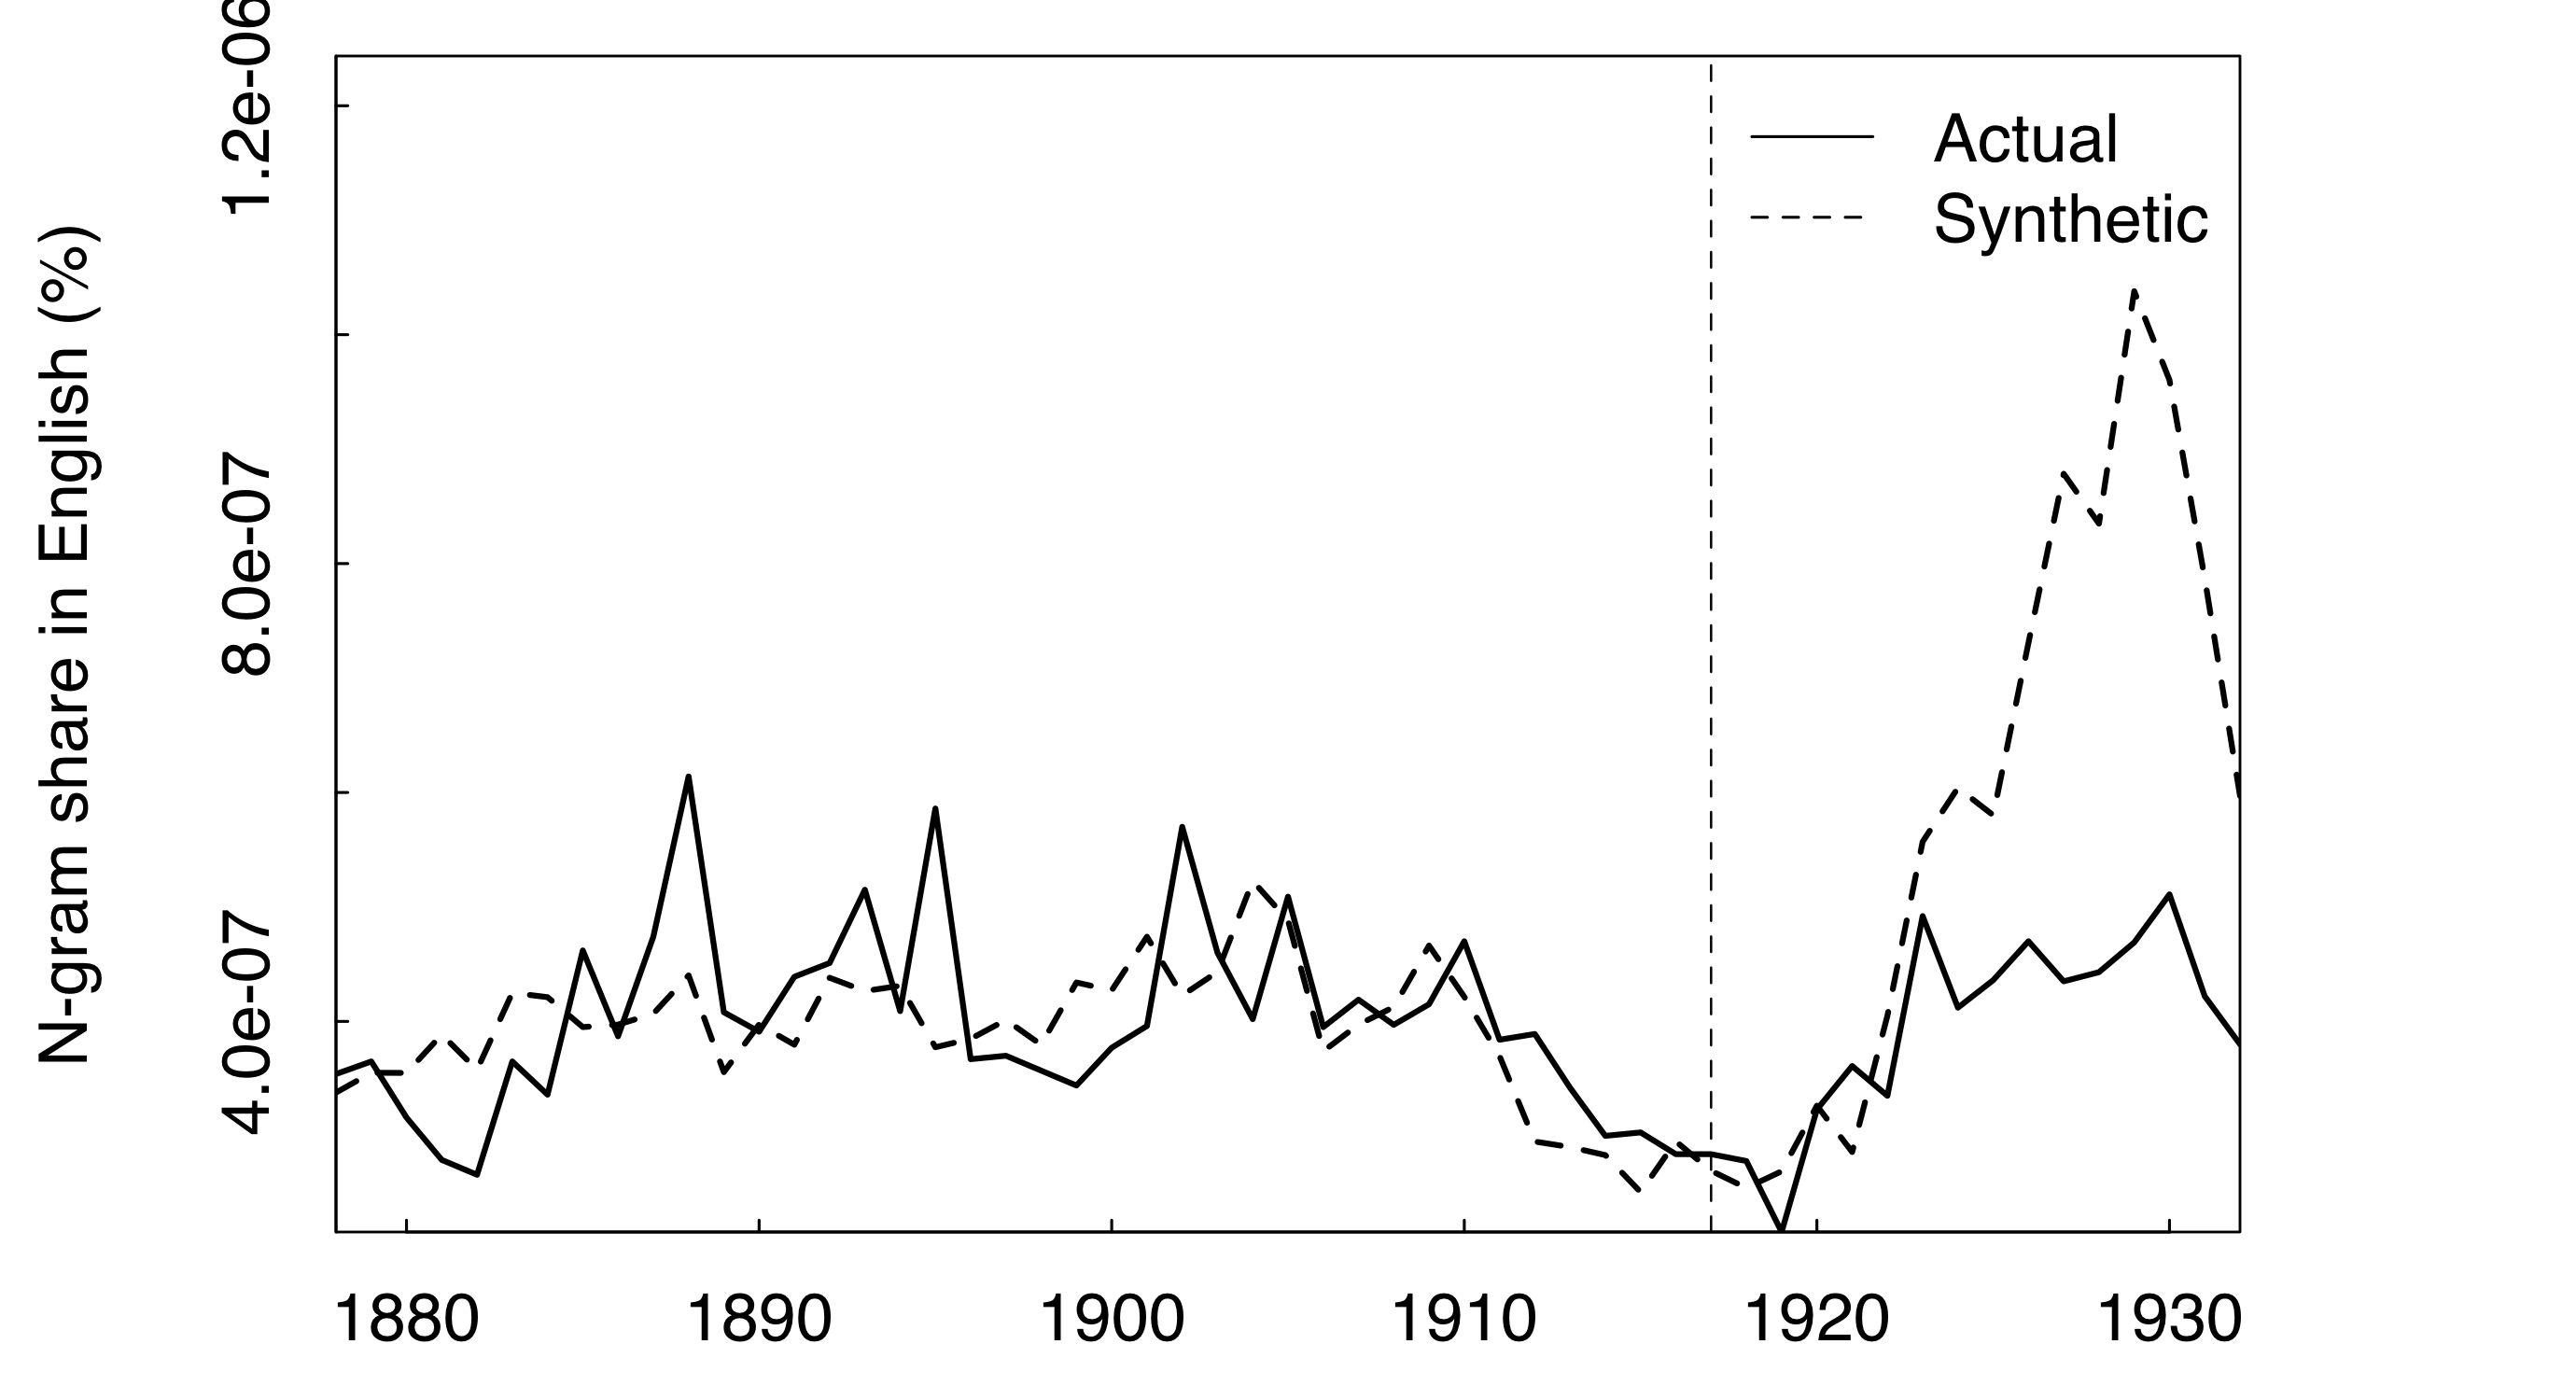 N-gram share in English (%)
1.2e-06
8.0e-07
4.0e-07
Actual
Synthetic
1880 1890 1900 1910 1920 1930